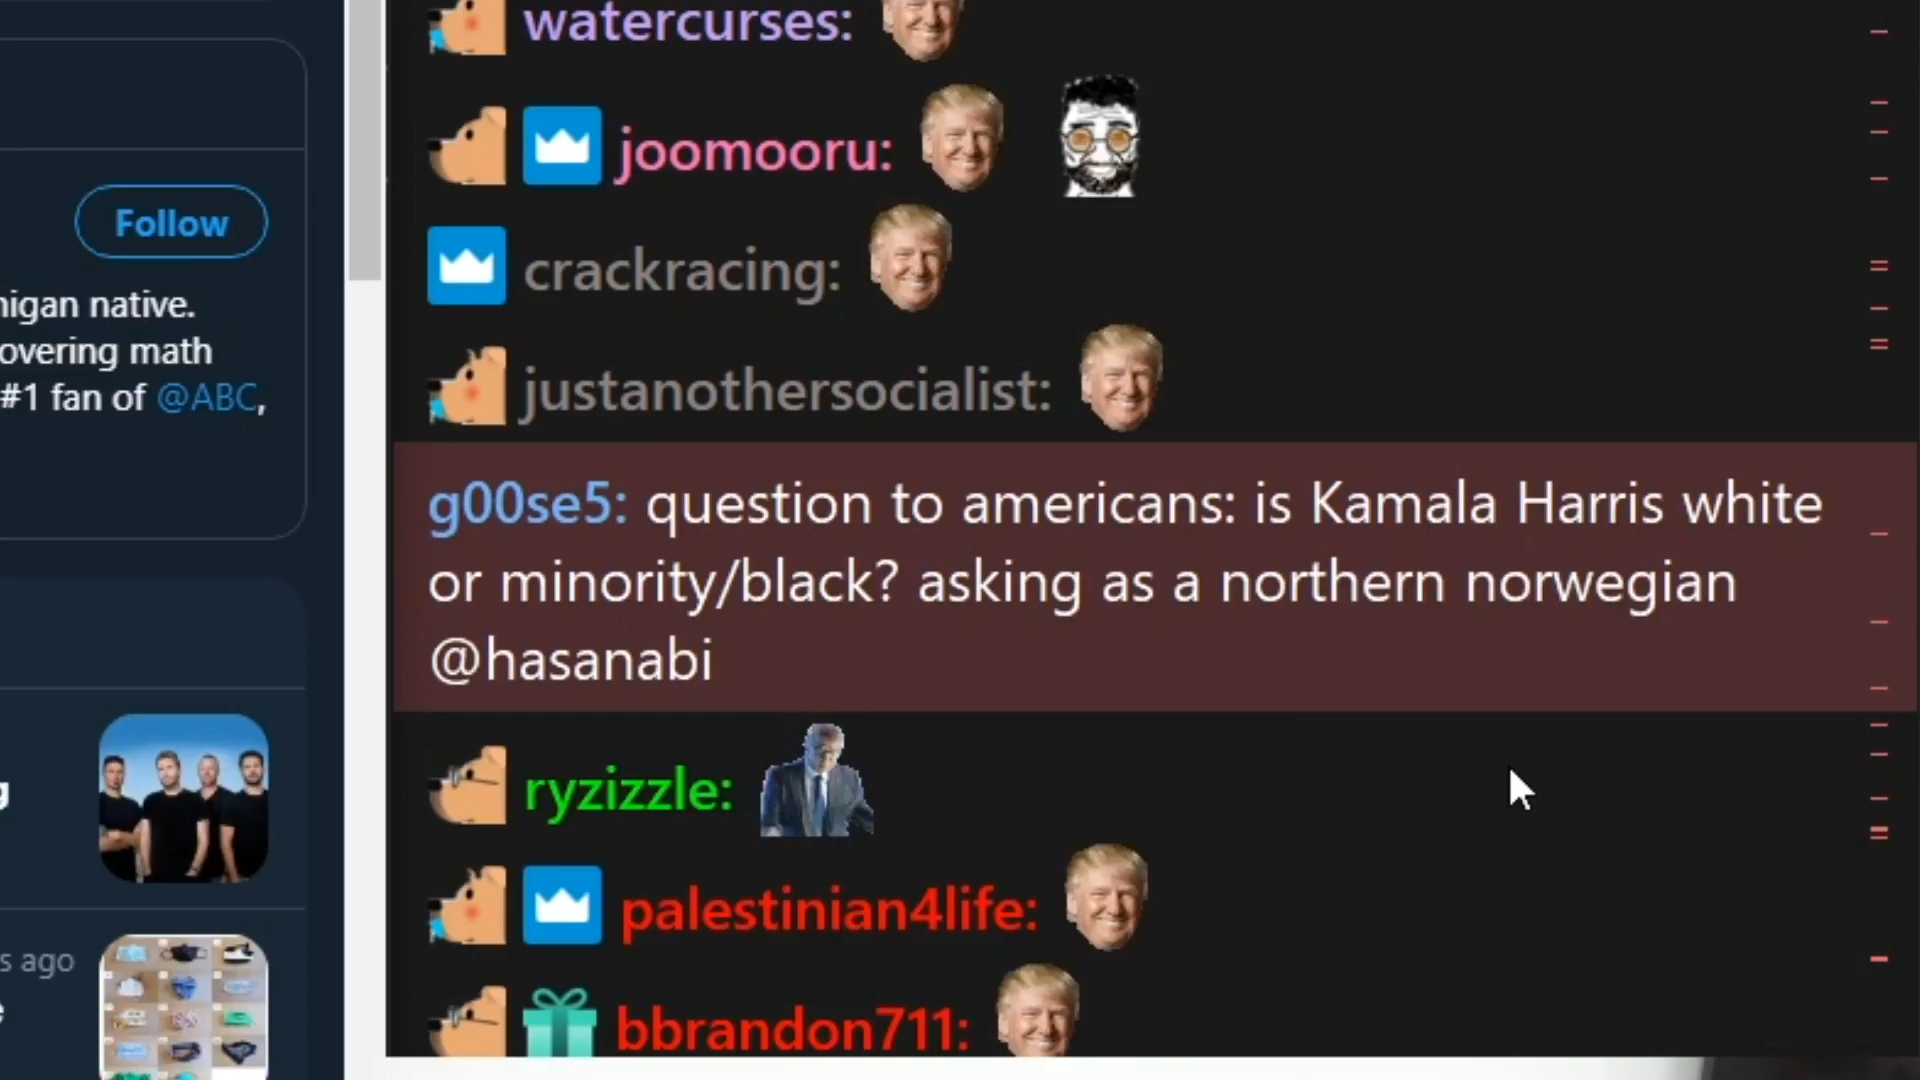 watercurses:
joomooru:
Follow
crackracing:
nigan native.
overing math
#1 fan of @ABC,
justanothersocialist:
g00se5: question to americans: is Kamala Harris white
or minority/black? asking as a northern norwegian
@hasanabi
ryzizzle:
g
palestinian4life:
s ago
e
bbrandon711: